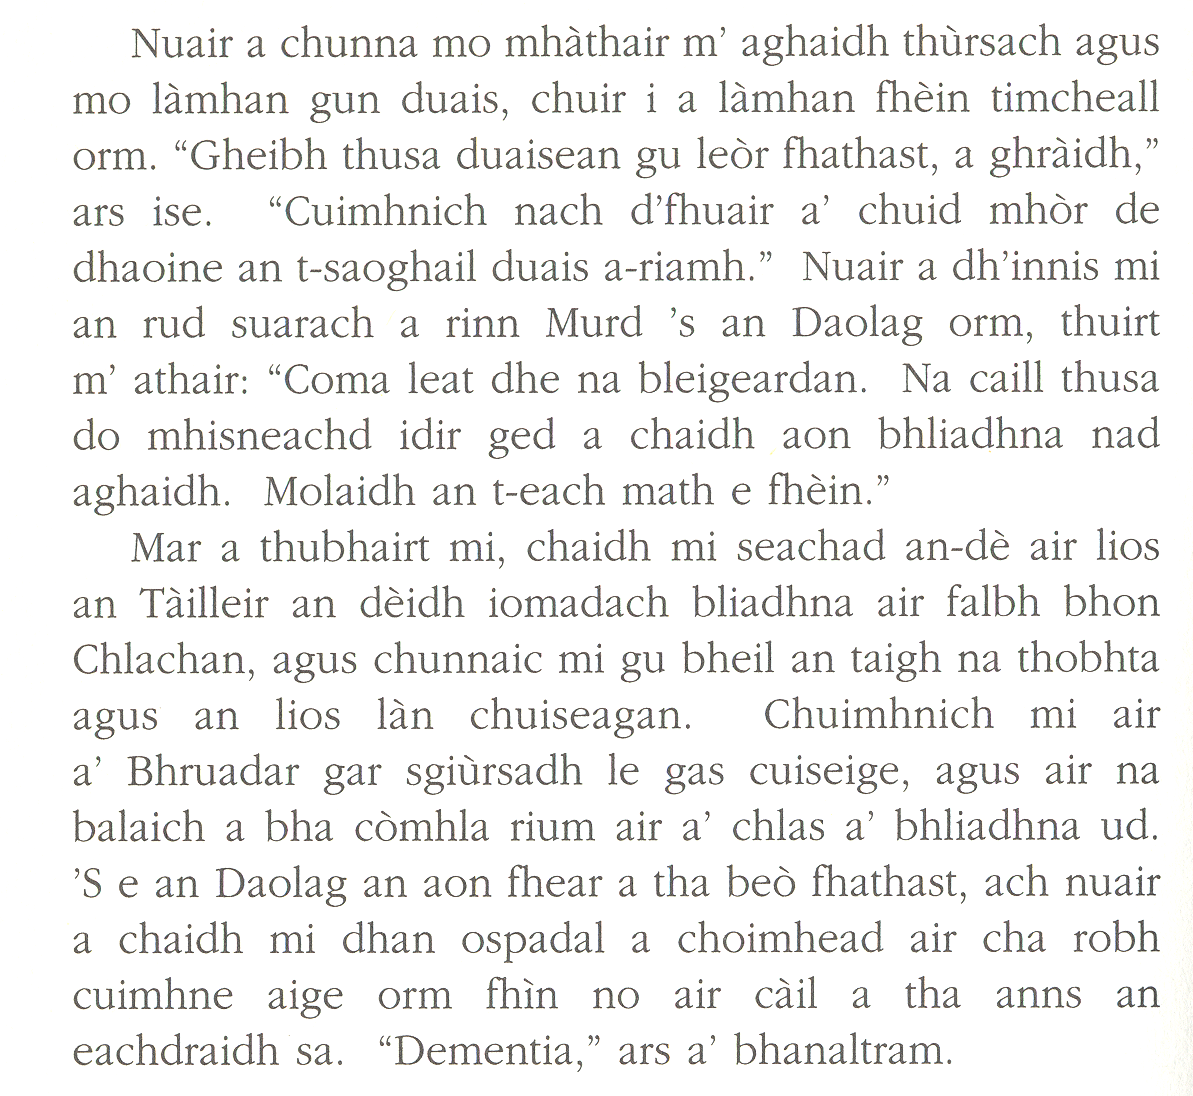 Nuair a chunna mo mhàthair m’ aghaidh thùrsach agus
mo làmhan gun duais, chuir i a làmhan fhèin timcheall
orm. “Gheibh thusa duaisean gu leòr fhathast, a ghràidh,”
ars ise. “Cuimhnich nach d’fhuair a’ chuid mhòr de
dhaoine an t-saoghail duais a-riamh.” Nuair a dh’innis mi
an rud suarach a rinn Murd ’s an Daolag orm, thuirt
m’ athair: “Coma leat dhe na bleigeardan. Na caill thusa
do mhisneachd idir ged a chaidh aon bhliadhna nad
aghaidh. Molaidh an t-each math e fhèin.”
Mar a thubhairt mi, chaidh mi seachad an-dè air lios
an Tàilleir an dèidh iomadach bliadhna air falbh bhon
Chlachan, agus chunnaic mi gu bheil an taigh na thobhta
agus an lios làn chuiseagan. Chuimhnich mi air
a’ Bhruadar gar sgiùrsadh le gas cuiseige, agus air na
balaich a bha còmhla rium air a’ chlas a’ bhliadhna ud.
’S e an Daolag an aon fhear a tha beò fhathast, ach nuair
a chaidh mi dhan ospadal a choimhead air cha robh
cuimhne aige orm fhìn no air càil a tha anns an
eachdraidh sa. “Dementia,” ars a’ bhanaltram.